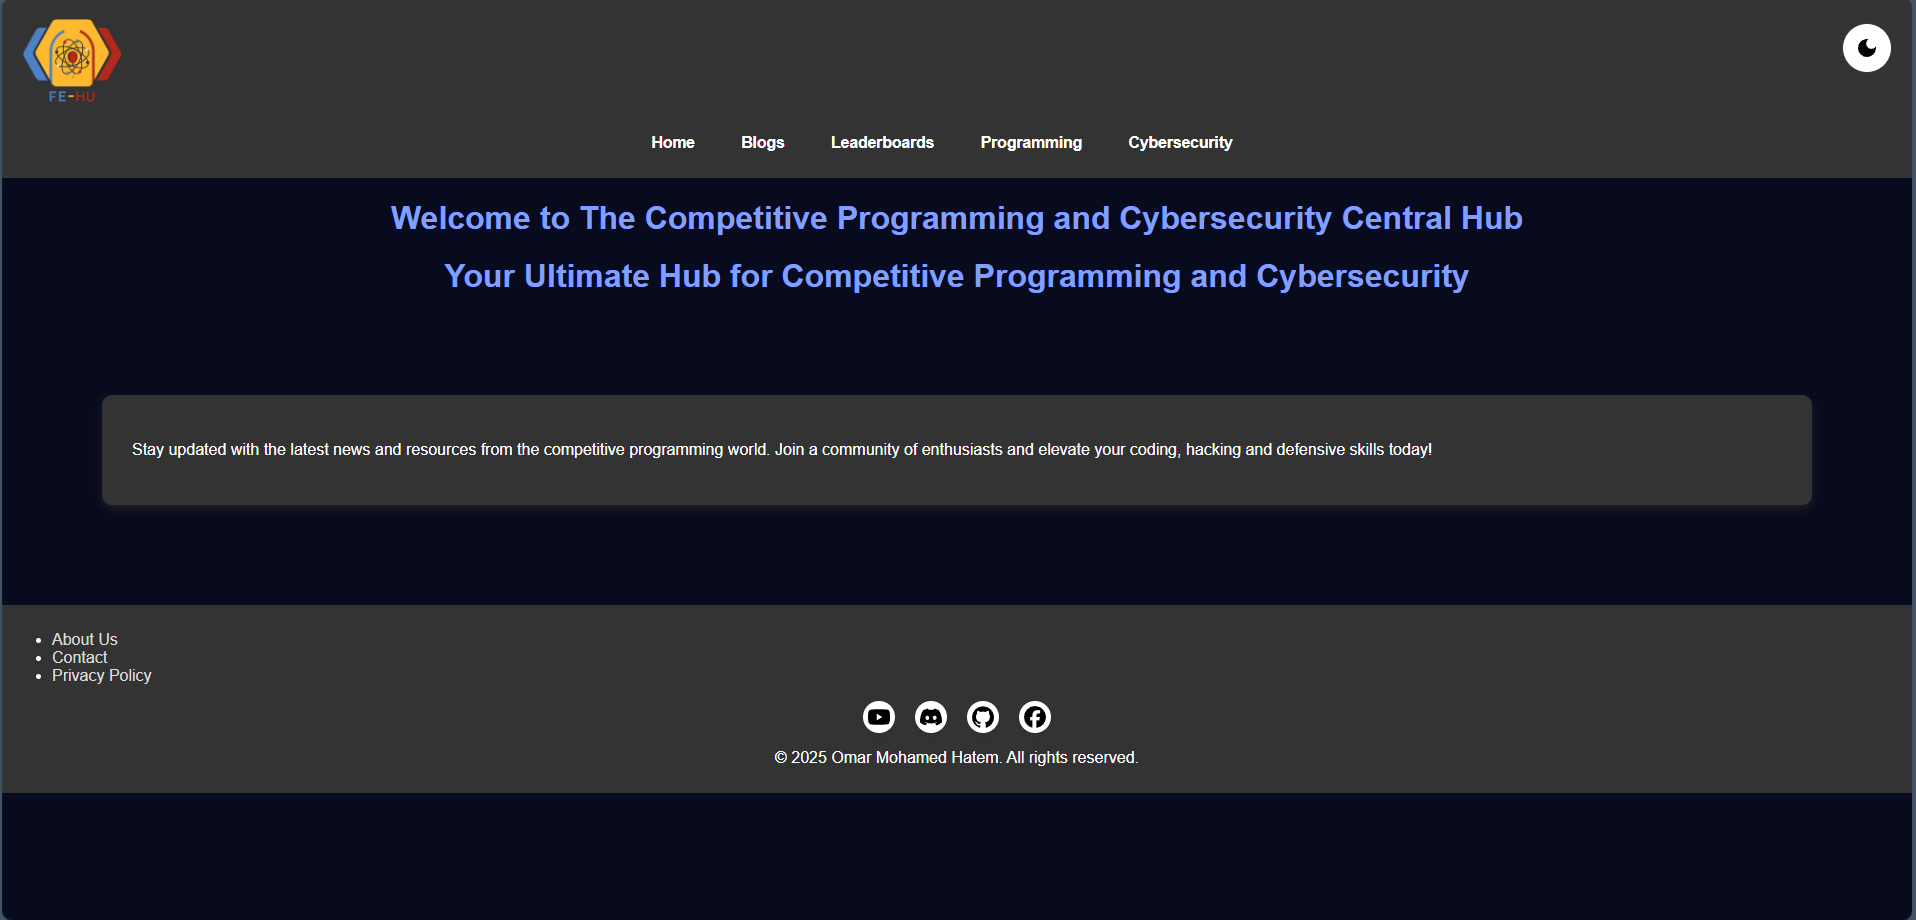 FE-HU
Home Blogs Leaderboards Programming Cybersecurity
Welcome to The Competitive Programming and Cybersecurity Central Hub
Your Ultimate Hub for Competitive Programming and Cybersecurity
Stay updated with the latest news and resources from the competitive programming world. Join a community of enthusiasts and elevate your coding, hacking and defensive skills today!
About Us
Contact
Privacy Policy
© 2025 Omar Mohamed Hatem. All rights reserved.